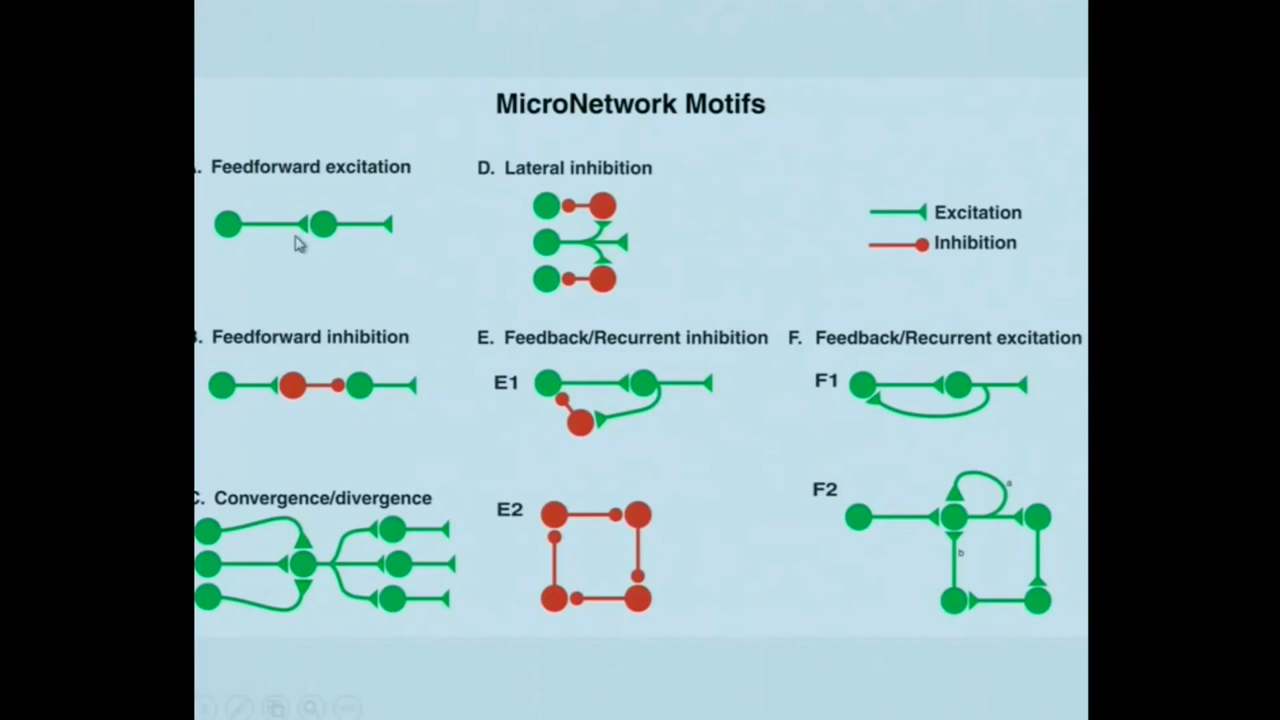 MicroNetwork Motifs
. Feedforward excitation
D. Lateral inhibition
Excitation
Inhibition
. Feedforward inhibition
E. Feedback/Recurrent inhibition
F. Feedback/Recurrent excitation
E1
F1
C. Convergence/divergence
E2
F2
a
b